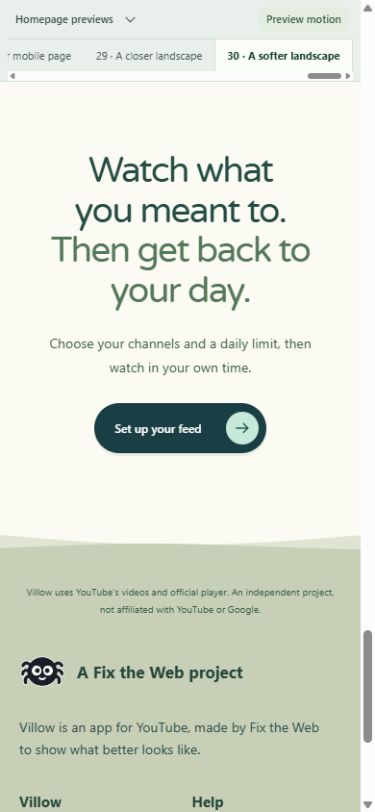 Homepage previews
Preview motion
r mobile page
29 · A closer landscape
30 · A softer landscape
Watch what
you meant to.
Then get back to
your day.
Choose your channels and a daily limit, then
watch in your own time.
Set up your feed
Villow uses YouTube's videos and official player. An independent project,
not affiliated with YouTube or Google.
A Fix the Web project
Villow is an app for YouTube, made by Fix the Web
to show what better looks like.
Villow
Help